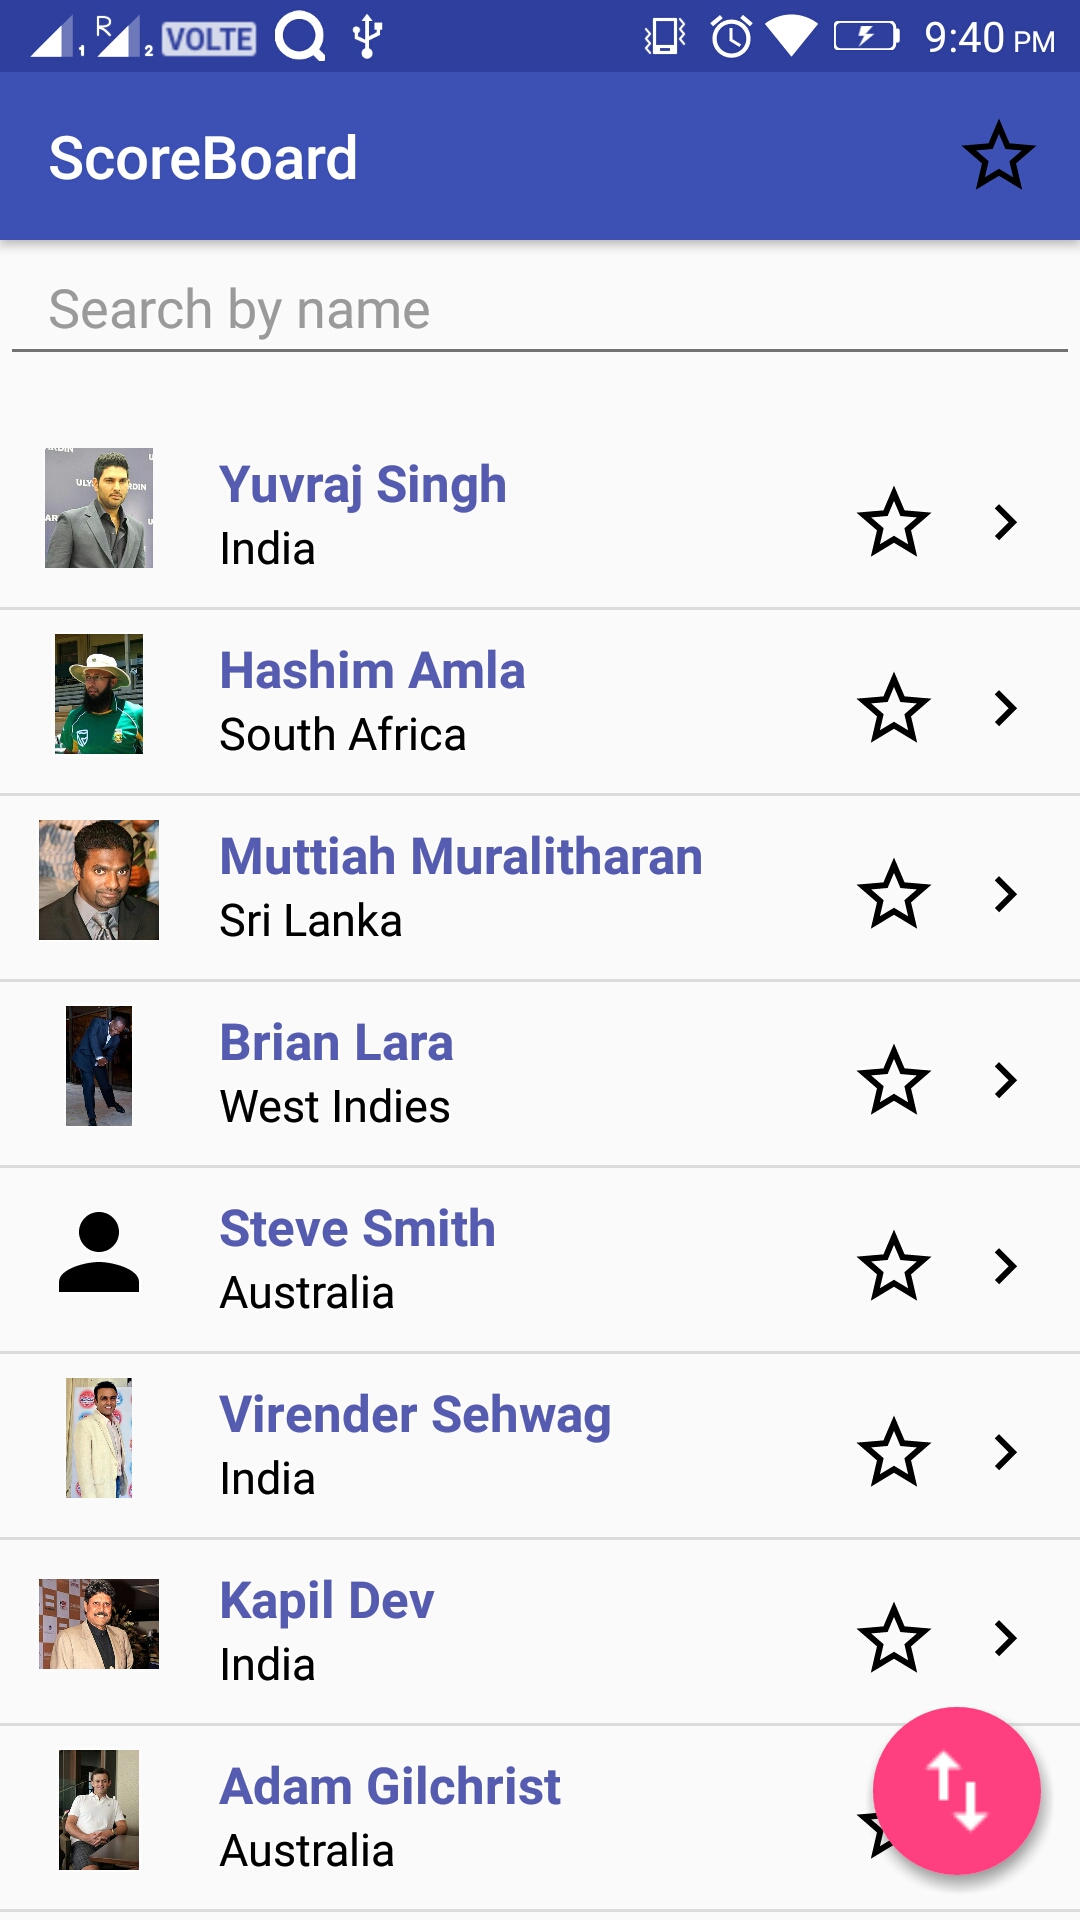 R 1 2 VOLTE 9:40 PM
ScoreBoard
Search by name
Yuvraj Singh
India
Hashim Amla
South Africa
Muttiah Muralitharan
Sri Lanka
Brian Lara
West Indies
Steve Smith
Australia
Virender Sehwag
India
Kapil Dev
India
Adam Gilchrist
Australia